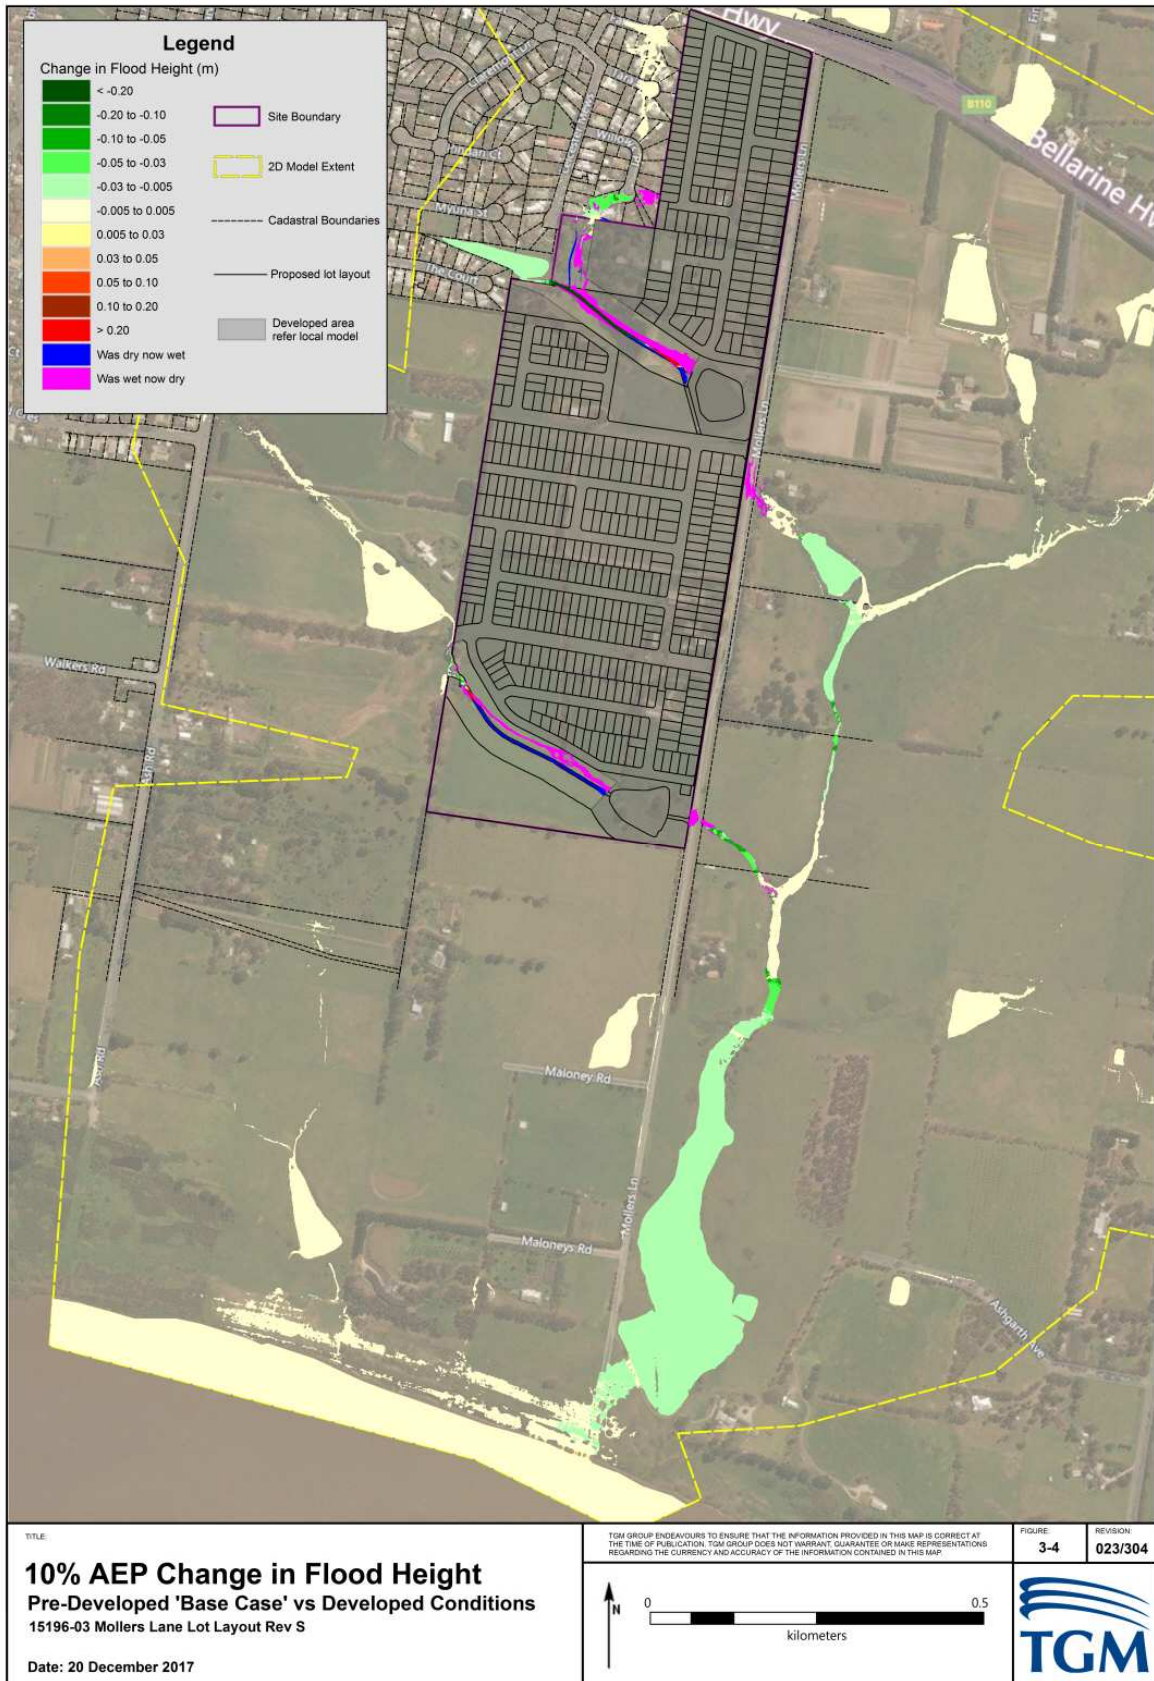 Legend
Change in Flood Height (m)
< -0.20
-0.20 to -0.10
-0.10 to -0.05
-0.05 to -0.03
-0.03 to -0.005
-0.005 to 0.005
0.005 to 0.03
0.03 to 0.05
0.05 to 0.10
0.10 to 0.20
> 0.20
Was dry now wet
Was wet now dry
Site Boundary
2D Model Extent
Cadastral Boundaries
Proposed lot layout
Developed area
refer local model
Hwy
B110
Bellarine Hw
Myuna St
The Court
Mollers Ln
Mollers Ln
Walkers Rd
Ash Rd
Ash Rd
Maloney Rd
Mollers Ln
Maloneys Rd
Ashgarth Ave
TITLE:
10% AEP Change in Flood Height
Pre-Developed 'Base Case' vs Developed Conditions
15196-03 Mollers Lane Lot Layout Rev S
Date: 20 December 2017
TGM GROUP ENDEAVOURS TO ENSURE THAT THE INFORMATION PROVIDED IN THIS MAP IS CORRECT AT
THE TIME OF PUBLICATION. TGM GROUP DOES NOT WARRANT, GUARANTEE OR MAKE REPRESENTATIONS
REGARDING THE CURRENCY AND ACCURACY OF THE INFORMATION CONTAINED IN THIS MAP.
N
0 0.5
kilometers
FIGURE:
3-4
REVISION:
023/304
TGM